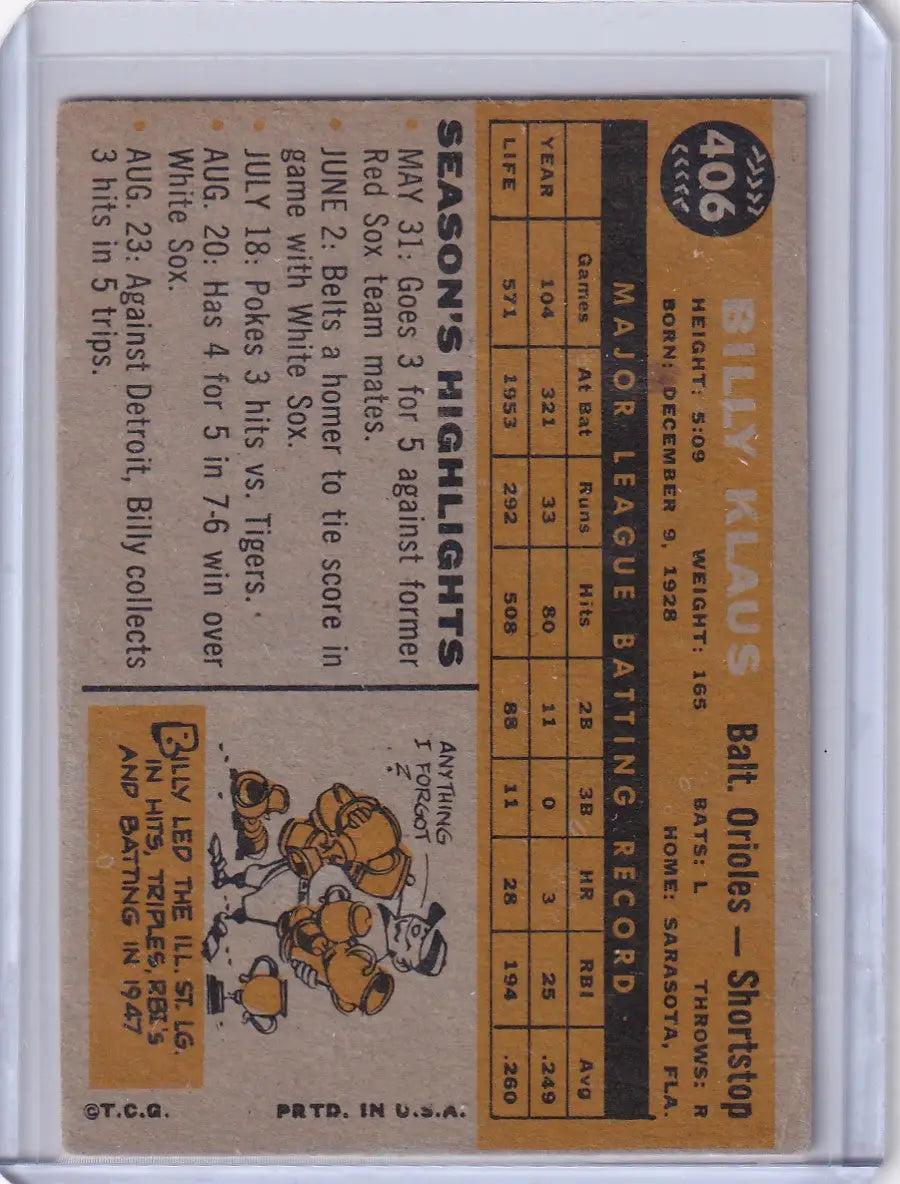 406
BILLY KLAUS Balt. Orioles — Shortstop
HEIGHT: 5:09 WEIGHT: 165 BATS: L THROWS: R
BORN: DECEMBER 9, 1928 HOME: SARASOTA, FLA.
MAJOR LEAGUE BATTING RECORD
Games At Bat Runs Hits 2B 3B HR RBI Avg
YEAR 104 321 33 80 11 0 3 25 .249
LIFE 571 1953 292 508 88 11 28 194 .260
SEASON'S HIGHLIGHTS
• MAY 31: Goes 3 for 5 against former
Red Sox team mates.
• JUNE 2: Belts a homer to tie score in
game with White Sox.
• JULY 18: Pokes 3 hits vs. Tigers.
• AUG. 20: Has 4 for 5 in 7-6 win over
White Sox.
• AUG. 23: Against Detroit, Billy collects
3 hits in 5 trips.
ANYTHING
I FORGOT
?
BILLY LED THE ILL. ST. LG.
IN HITS, TRIPLES, RBI'S
AND BATTING IN 1947
©T.C.G. PRTD. IN U.S.A.